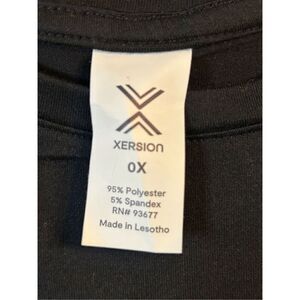 XERSION
0X
95% Polyester
5% Spandex
RN# 93677
Made in Lesotho